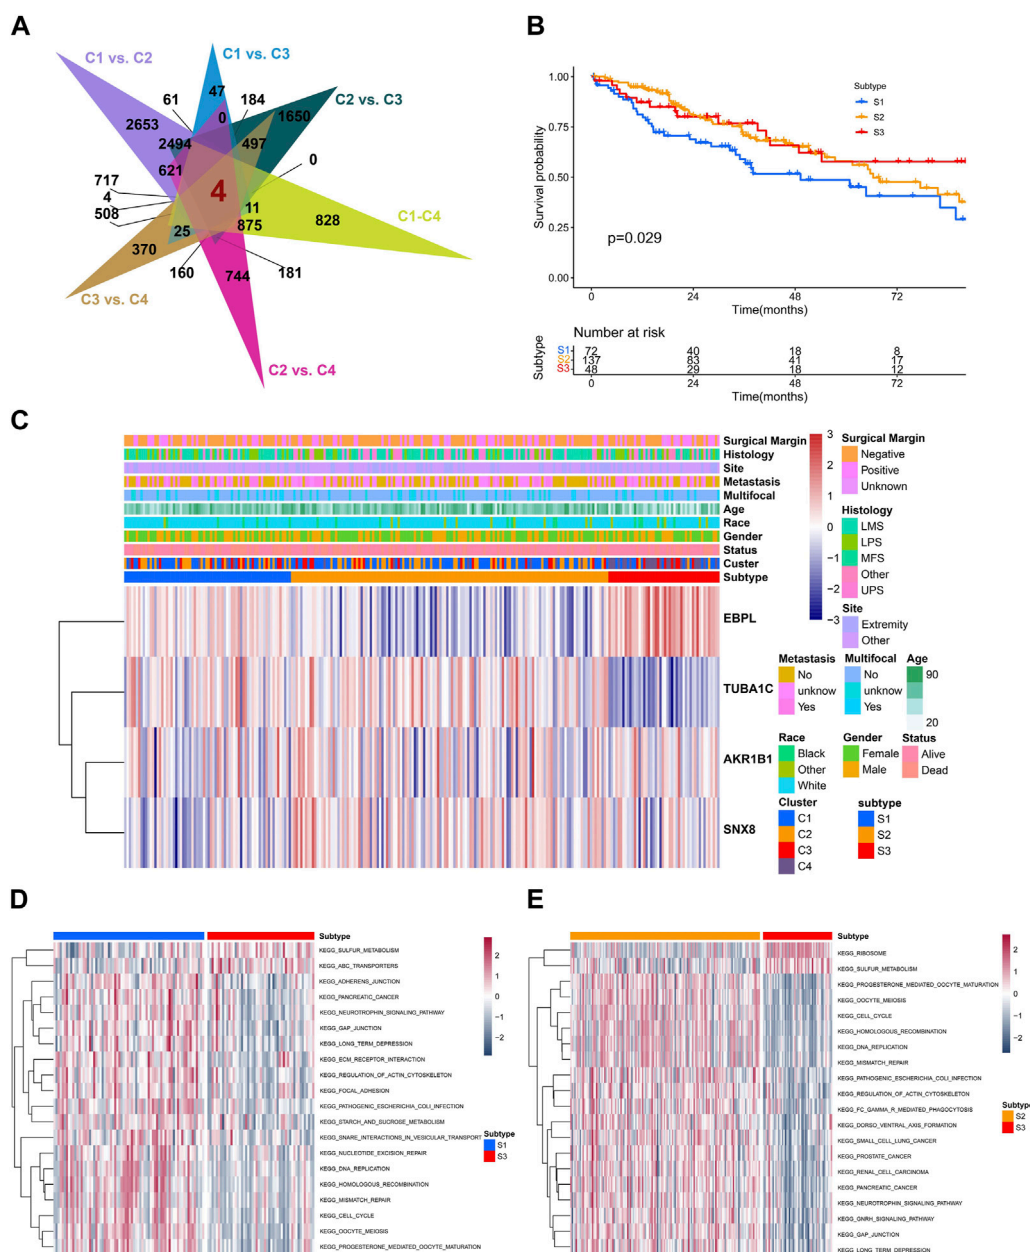 A
C1 vs. C2
C1 vs. C3
C2 vs. C3
C1-C4
C2 vs. C4
C3 vs. C4
47
61
184
0
1650
2653
2494
497
0
621
717
4
4
508
11
25
875
828
370
160
744
181
B
Subtype
S1
S2
S3
Survival probability
1.00
0.75
0.50
0.25
0.00
p=0.029
0 24 48 72
Time(months)
Number at risk
Subtype
S1 72 40 18 8
S2 137 83 41 17
S3 48 29 18 12
0 24 48 72
Time(months)
C
Surgical Margin
Histology
Site
Metastasis
Multifocal
Age
Race
Gender
Status
Custer
Subtype
EBPL
TUBA1C
AKR1B1
SNX8
3
2
1
0
−1
−2
−3
Surgical Margin
Negative
Positive
Unknown
Histology
LMS
LPS
MFS
Other
UPS
Site
Extremity
Other
Metastasis
No
unknow
Yes
Multifocal
No
unknow
Yes
Age
90
20
Race
Black
Other
White
Gender
Female
Male
Status
Alive
Dead
Cluster
C1
C2
C3
C4
subtype
S1
S2
S3
D
Subtype
KEGG_SULFUR_METABOLISM
KEGG_ABC_TRANSPORTERS
KEGG_ADHERENS_JUNCTION
KEGG_PANCREATIC_CANCER
KEGG_NEUROTROPHIN_SIGNALING_PATHWAY
KEGG_GAP_JUNCTION
KEGG_LONG_TERM_DEPRESSION
KEGG_ECM_RECEPTOR_INTERACTION
KEGG_REGULATION_OF_ACTIN_CYTOSKELETON
KEGG_FOCAL_ADHESION
KEGG_PATHOGENIC_ESCHERICHIA_COLI_INFECTION
KEGG_STARCH_AND_SUCROSE_METABOLISM
KEGG_SNARE_INTERACTIONS_IN_VESICULAR_TRANSPORT
KEGG_NUCLEOTIDE_EXCISION_REPAIR
KEGG_DNA_REPLICATION
KEGG_HOMOLOGOUS_RECOMBINATION
KEGG_MISMATCH_REPAIR
KEGG_CELL_CYCLE
KEGG_OOCYTE_MEIOSIS
KEGG_PROGESTERONE_MEDIATED_OOCYTE_MATURATION
2
0
−2
Subtype
S1
S3
E
Subtype
KEGG_RIBOSOME
KEGG_SULFUR_METABOLISM
KEGG_PROGESTERONE_MEDIATED_OOCYTE_MATURATION
KEGG_OOCYTE_MEIOSIS
KEGG_CELL_CYCLE
KEGG_HOMOLOGOUS_RECOMBINATION
KEGG_DNA_REPLICATION
KEGG_MISMATCH_REPAIR
KEGG_PATHOGENIC_ESCHERICHIA_COLI_INFECTION
KEGG_REGULATION_OF_ACTIN_CYTOSKELETON
KEGG_FC_GAMMA_R_MEDIATED_PHAGOCYTOSIS
KEGG_DORSO_VENTRAL_AXIS_FORMATION
KEGG_SMALL_CELL_LUNG_CANCER
KEGG_PROSTATE_CANCER
KEGG_RENAL_CELL_CARCINOMA
KEGG_PANCREATIC_CANCER
KEGG_NEUROTROPHIN_SIGNALING_PATHWAY
KEGG_GNRH_SIGNALING_PATHWAY
KEGG_GAP_JUNCTION
KEGG_LONG_TERM_DEPRESSION
2
1
0
−1
−2
Subtype
S2
S3